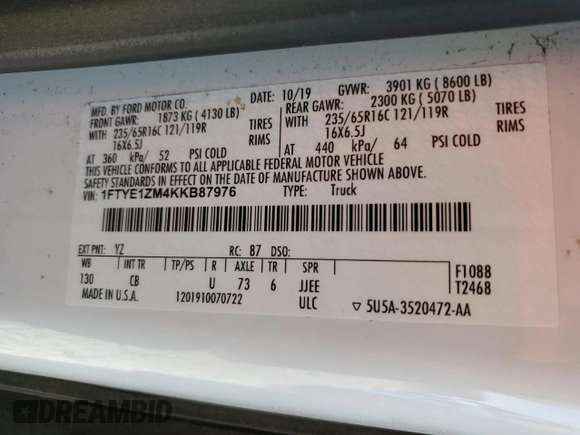 MFD. BY FORD MOTOR CO. DATE: 10/19 GVWR: 3901 KG ( 8600 LB)
FRONT GAWR: 1873 KG ( 4130 LB) REAR GAWR: 2300 KG ( 5070 LB)
WITH 235/65R16C 121/119R TIRES WITH 235/65R16C 121/119R TIRES
16X6.5J RIMS 16X6.5J RIMS
AT 360 kPa/ 52 PSI COLD AT 440 kPa/ 64 PSI COLD
THIS VEHICLE CONFORMS TO ALL APPLICABLE FEDERAL MOTOR VEHICLE
SAFETY STANDARDS IN EFFECT ON THE DATE OF MANUFACTURE SHOWN ABOVE.
VIN: 1FTYE1ZM4KKB87976 TYPE: Truck
EXT PNT: YZ RC: 87 DSO:
WB INT TR TP/PS R AXLE TR SPR F1088
130 CB U 73 6 JJEE T2468
MADE IN U.S.A. 1201910070722 ULC ▽ 5U5A-3520472-AA
DREAMBID